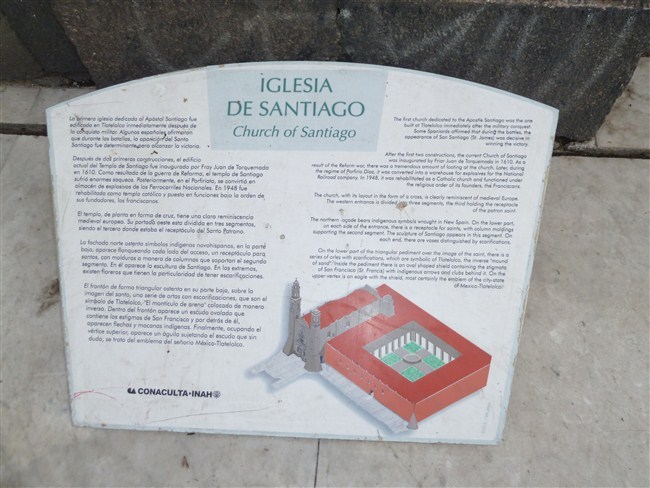 IGLESIA
DE SANTIAGO
Church of Santiago
La primera iglesia dedicada al Apóstol Santiago fue
edificada en Tlatelolco inmediatamente después de
la conquista militar. Algunos españoles afirmaron
que durante las batallas, la aparición del Santo
Santiago fue determinante para alcanzar la victoria.
Después de dos primeras construcciones, el edificio
actual del Templo de Santiago fue inaugurado por Fray Juan de Torquemada
en 1610. Como resultado de la guerra de Reforma, el templo de Santiago
sufrió enormes saqueos. Posteriormente, en el Porfiriato, se convirtió en
almacén de explosivos de los Ferrocarriles Nacionales. En 1948 fue
rehabilitado como templo católico y puesto en funciones bajo la orden de
sus fundadores, los franciscanos.
El templo, de planta en forma de cruz, tiene una clara reminiscencia
medieval europea. Su portada oeste esta dividida en tres segmentos,
siendo el tercero donde estaba el receptáculo del Santo Patrono.
La fachada norte ostenta símbolos indígenas novohispanos, en la parte
baja, aparece flanqueando cada lado del acceso, un receptáculo para
santos, con molduras a manera de columnas que soportan el segundo
segmento. En él aparece la escultura de Santiago. En los extremos,
existen floreros que tienen la particularidad de tener escarificaciones.
El frontón de forma triangular ostenta en su parte baja, sobre la
imagen del santo, una serie de ortos con escarificaciones, que son el
símbolo de Tlatelolco, "El montículo de arena" colocado de manera
inversa. Dentro del frontón aparece un escudo ovalado que
contiene los estigmas de San Francisco y por detrás de él,
aparecen flechas y macanas indígenas. Finalmente, ocupando el
vértice superior, aparece un águila sujetando el escudo que sin
duda, se trata del emblema del señorío México-Tlatelolco.
The first church dedicated to the Apostle Santiago was the one
built at Tlatelolco immediately after the military conquest.
Some Spaniards affirmed that during the battles, the
appearance of San Santiago (St. James) was decisive in
winning the victory.
After the first two constructions, the current Church of Santiago
was inaugurated by Friar Juan de Torquemada in 1610. As a
result of the Reform war, there was a tremendous amount of looting at the church. Later, during
the regime of Porfirio Díaz, it was converted into a warehouse for explosives for the National
Railroad company. In 1948, it was rehabilitated as a Catholic church and functioned under
the religious order of its founders, the Franciscans.
The church, with its layout in the form of a cross, is clearly reminiscent of medieval Europe.
The western entrance is divided into three segments, the third holding the receptacle
of the patron saint.
The northern façade bears indigenous symbols wrought in New Spain. On the lower part,
on each side of the entrance, there is a receptacle for saints, with column moldings
supporting the second segment. The sculpture of Santiago appears in this segment. On
each end, there are vases distinguished by scarifications.
On the lower part of the triangular pediment over the image of the saint, there is a
series of orles with scarifications, which are symbols of Tlatelolco, the inverse "mound
of sand". Inside the pediment there is an oval shaped shield containing the stigmata
of San Francisco (St. Francis) with indigenous arrows and clubs behind it. On the
upper vertex is an eagle with the shield, most certainly the emblem of the city-state
of México-Tlatelolco.
CONACULTA·INAH